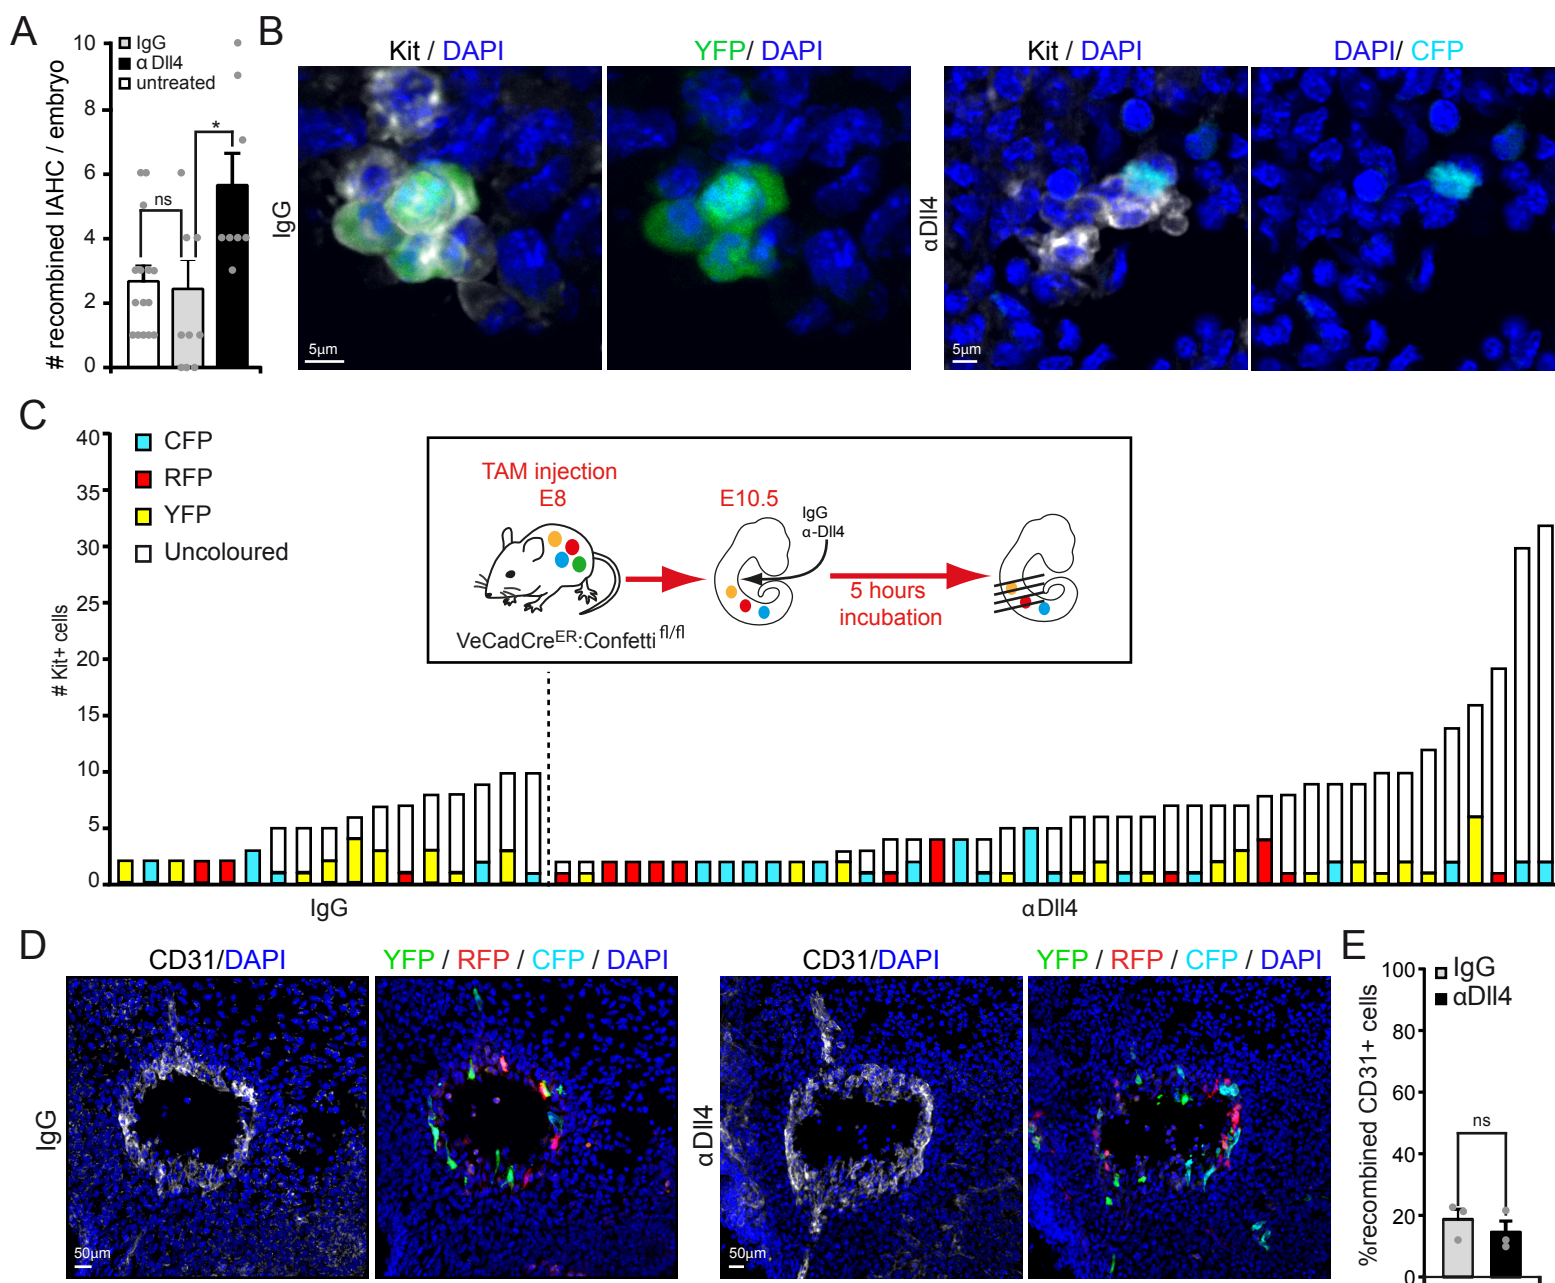 A
# recombined IAHC / embryo
10
8
6
4
2
0
IgG
α Dll4
untreated
ns
*
B
Kit / DAPI
YFP/ DAPI
Kit / DAPI
DAPI/ CFP
IgG
αDll4
5µm
5µm
C
# Kit+ cells
40
35
30
25
20
15
10
5
0
CFP
RFP
YFP
Uncoloured
TAM injection
E8
E10.5
IgG
α-Dll4
5 hours
incubation
VeCadCreER:Confetti fl/fl
IgG
αDll4
D
CD31/DAPI
YFP / RFP / CFP / DAPI
CD31/DAPI
YFP / RFP / CFP / DAPI
IgG
αDll4
50µm
50µm
E
%recombined CD31+ cells
100
80
60
40
20
0
IgG
αDll4
ns